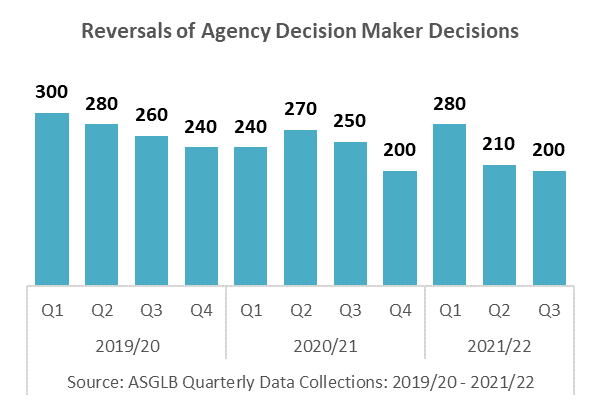 Reversals of Agency Decision Maker Decisions
300 280 260 240 240 270 250 200 280 210 200
Q1 Q2 Q3 Q4 Q1 Q2 Q3 Q4 Q1 Q2 Q3
2019/20 2020/21 2021/22
Source: ASGLB Quarterly Data Collections: 2019/20 - 2021/22